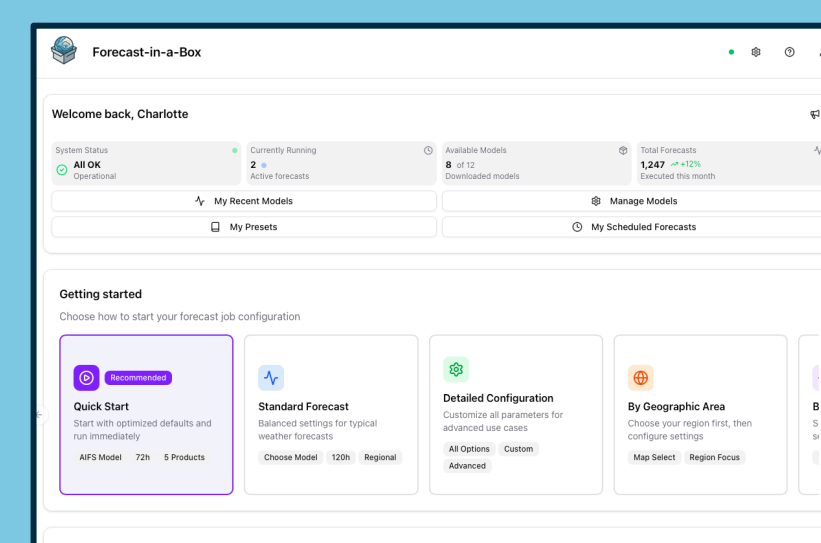 Forecast-in-a-Box
Welcome back, Charlotte
System Status
All OK
Operational
Currently Running
2
Active forecasts
Available Models
8 of 12
Downloaded models
Total Forecasts
1,247 +12%
Executed this month
My Recent Models
Manage Models
My Presets
My Scheduled Forecasts
Getting started
Choose how to start your forecast job configuration
Recommended
Quick Start
Start with optimized defaults and
run immediately
AIFS Model 72h 5 Products
Standard Forecast
Balanced settings for typical
weather forecasts
Choose Model 120h Regional
Detailed Configuration
Customize all parameters for
advanced use cases
All Options Custom
Advanced
By Geographic Area
Choose your region first, then
configure settings
Map Select Region Focus